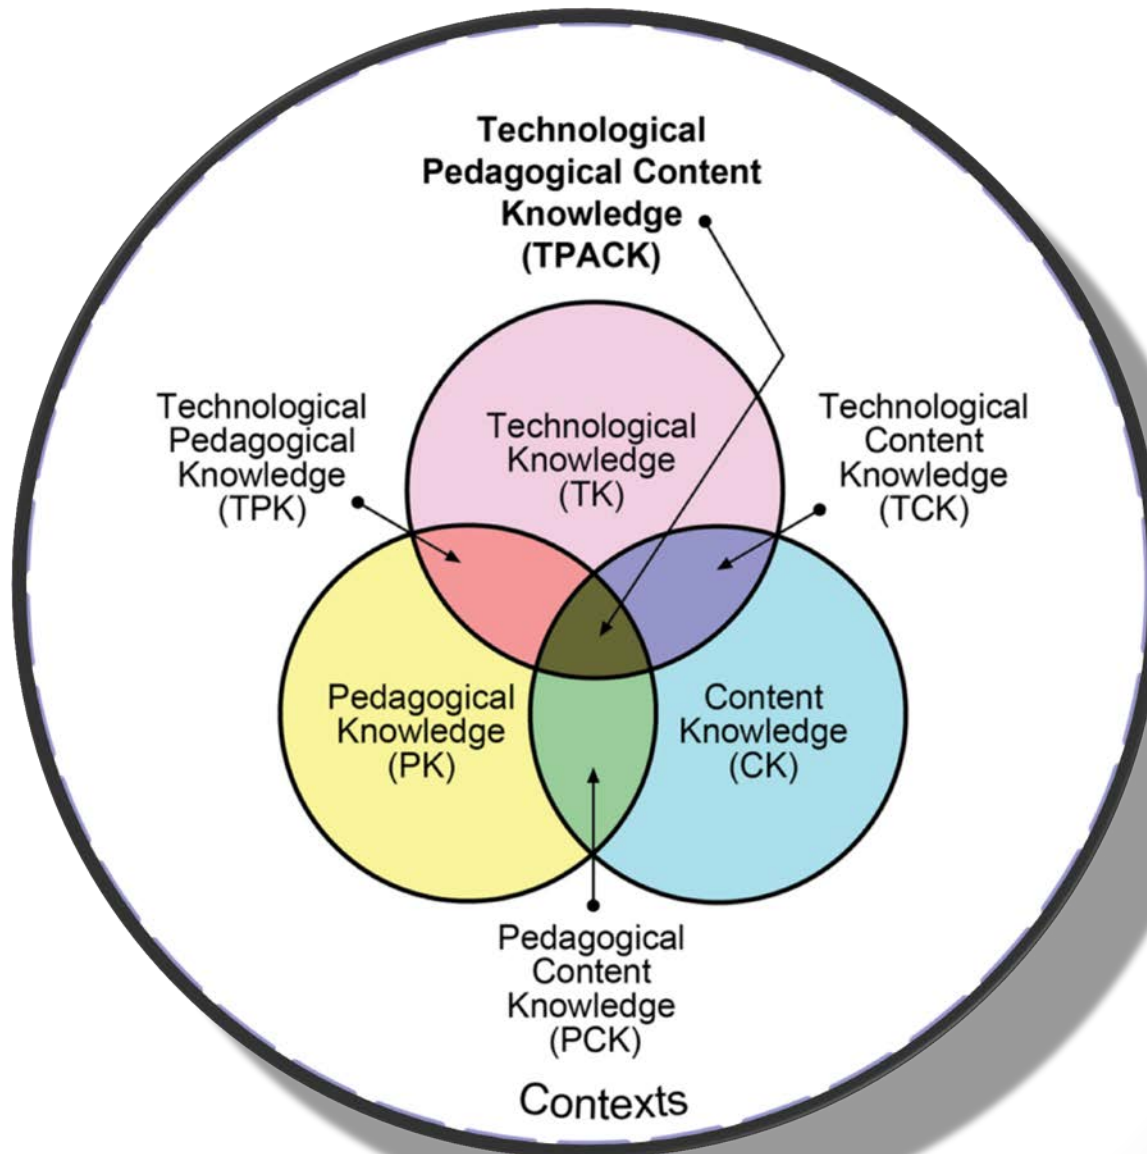 Technological
Pedagogical Content
Knowledge
(TPACK)
Technological
Pedagogical
Knowledge
(TPK)
Technological
Knowledge
(TK)
Technological
Content
Knowledge
(TCK)
Pedagogical
Knowledge
(PK)
Content
Knowledge
(CK)
Pedagogical
Content
Knowledge
(PCK)
Contexts